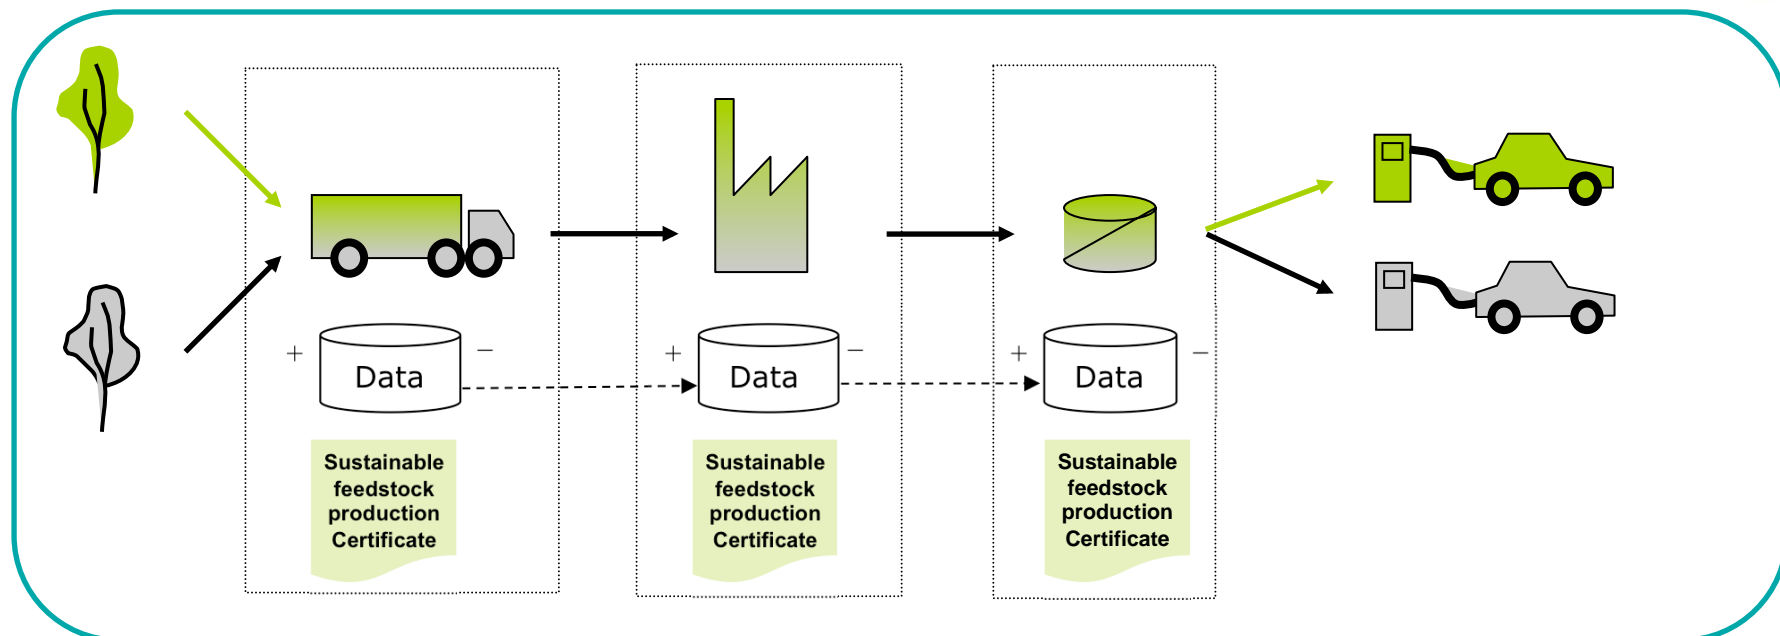 +
Data
−
+
Data
−
+
Data
−
Sustainable
feedstock
production
Certificate
Sustainable
feedstock
production
Certificate
Sustainable
feedstock
production
Certificate